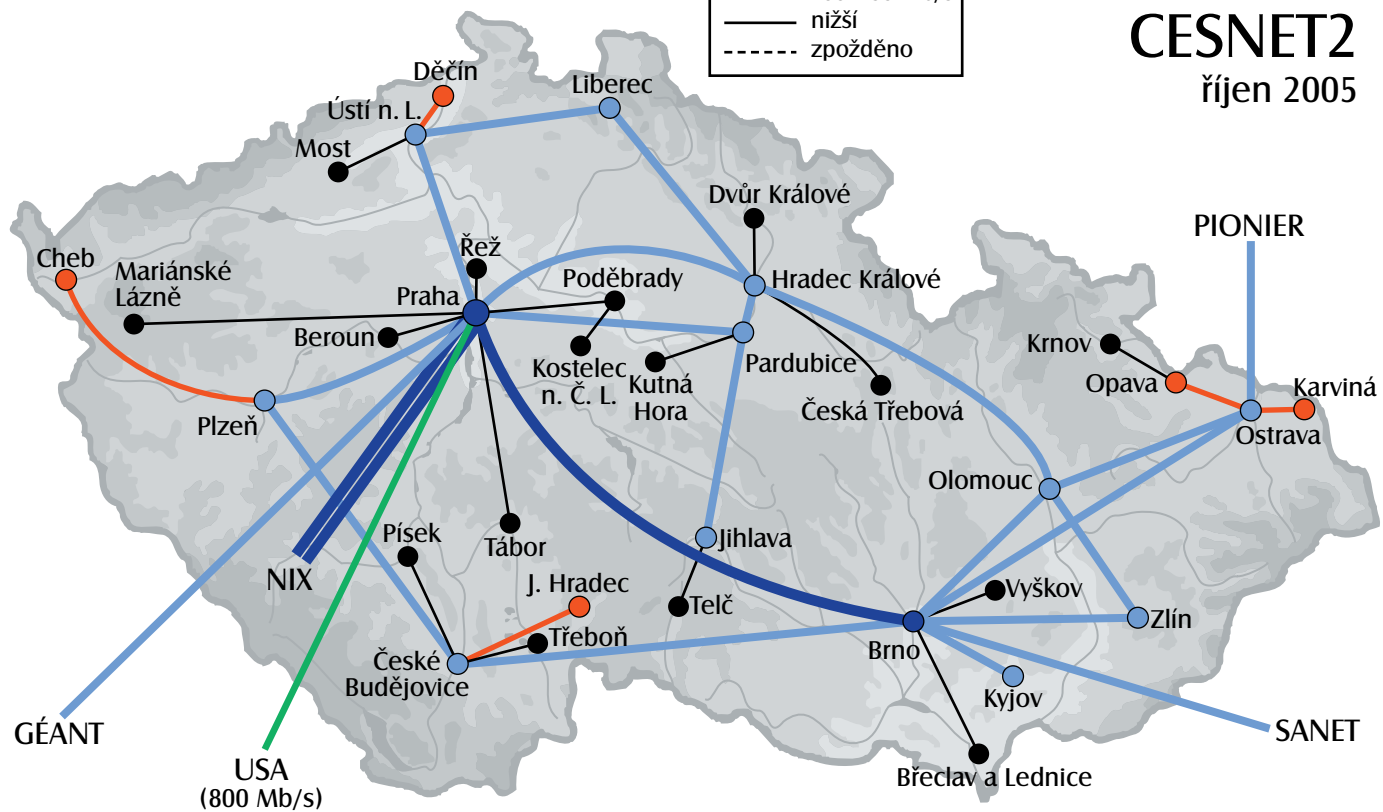 nižší
zpožděno
CESNET2
říjen 2005
Děčín
Liberec
Ústí n. L.
Most
Dvůr Králové
PIONIER
Cheb
Mariánské
Lázně
Řež
Poděbrady
Hradec Králové
Praha
Beroun
Krnov
Kostelec
n. Č. L.
Kutná
Hora
Pardubice
Opava
Karviná
Česká Třebová
Plzeň
Ostrava
Olomouc
Písek
Tábor
Jihlava
NIX
J. Hradec
Vyškov
Telč
Třeboň
Zlín
Brno
České
Budějovice
Kyjov
GÉANT
SANET
USA
(800 Mb/s)
Břeclav a Lednice